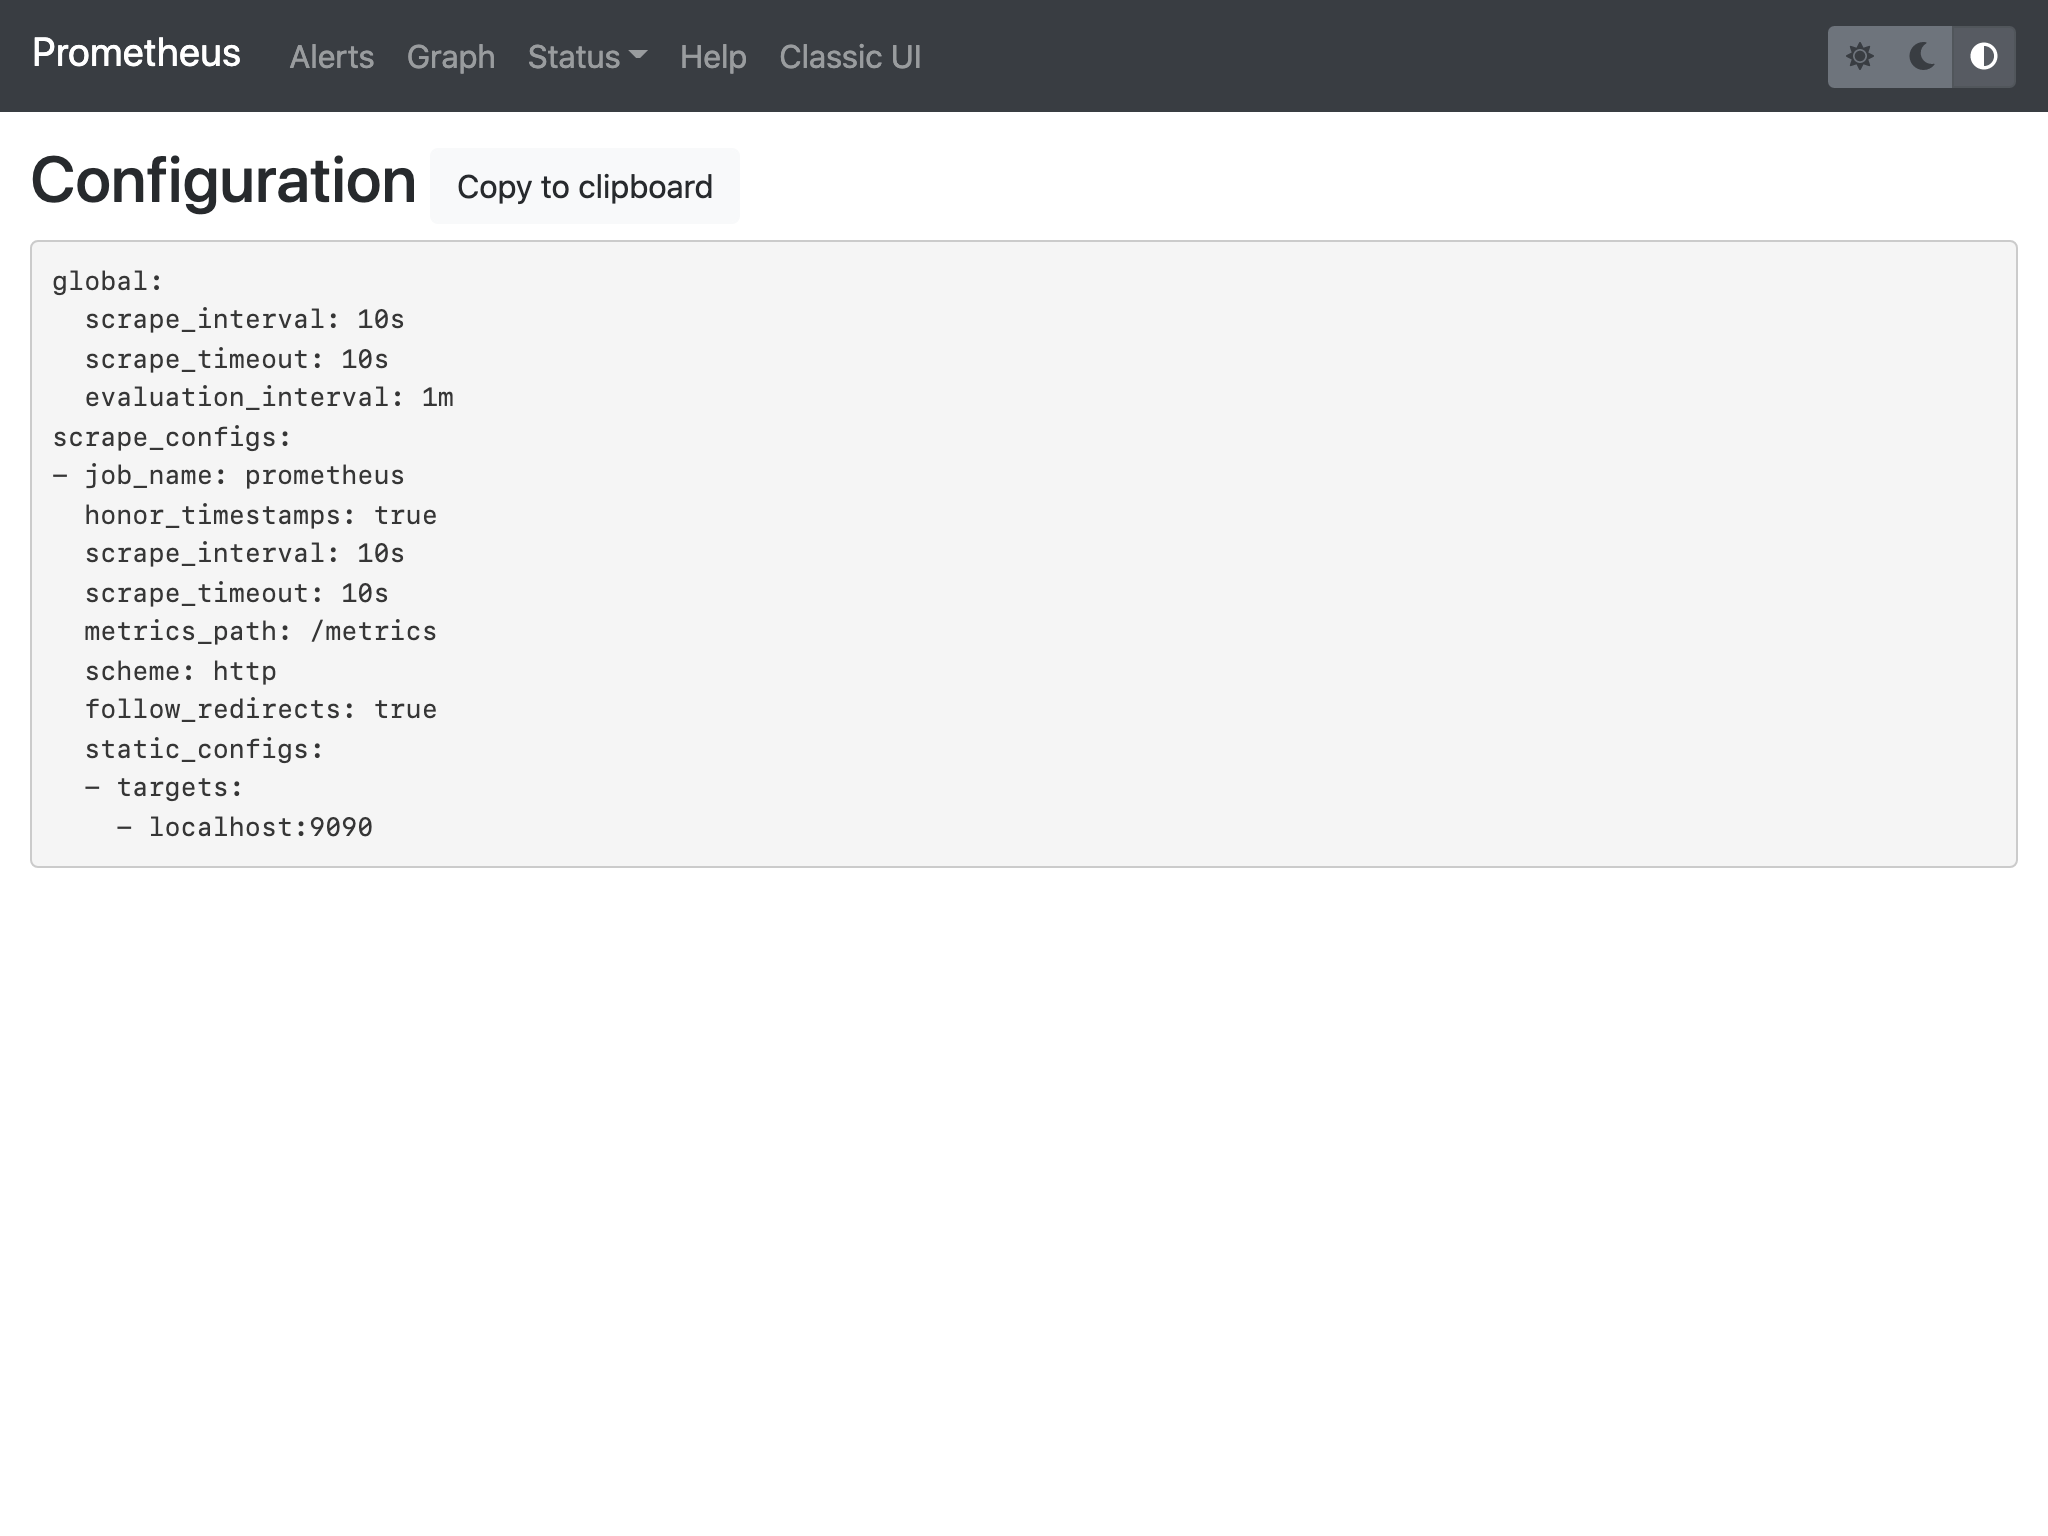 Prometheus Alerts Graph Status Help Classic UI
Configuration Copy to clipboard
global:
  scrape_interval: 10s
  scrape_timeout: 10s
  evaluation_interval: 1m
scrape_configs:
- job_name: prometheus
  honor_timestamps: true
  scrape_interval: 10s
  scrape_timeout: 10s
  metrics_path: /metrics
  scheme: http
  follow_redirects: true
  static_configs:
  - targets:
    - localhost:9090